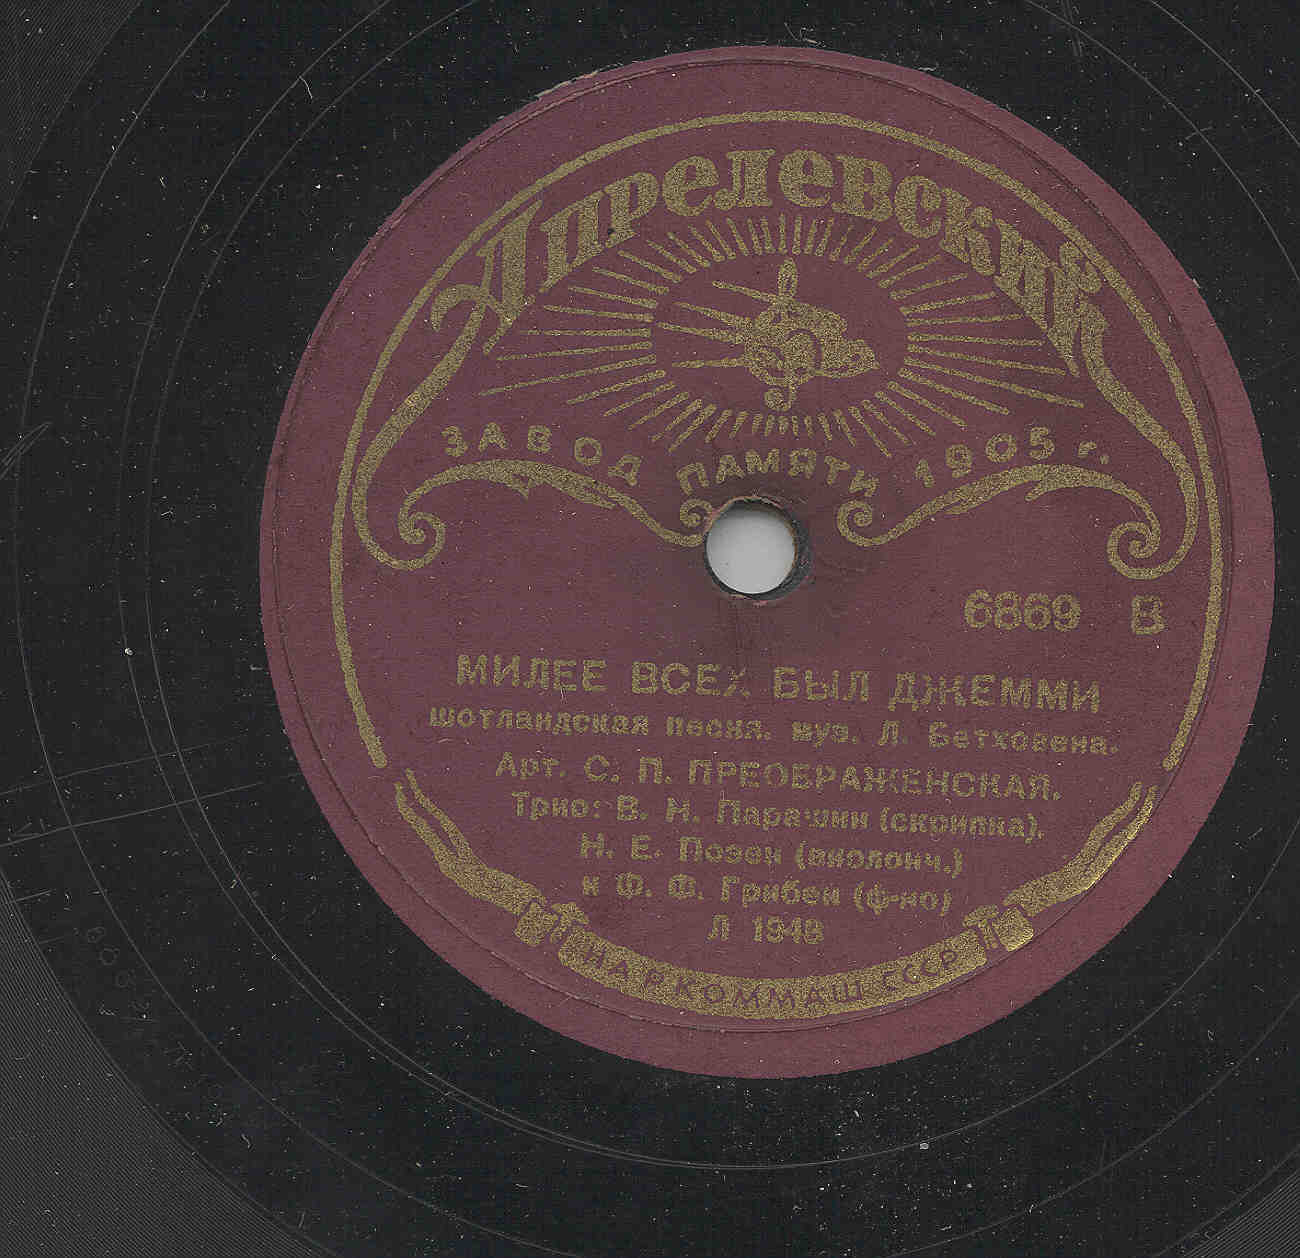 Апрелевский
ЗАВОД ПАМЯТИ 1905 г.
6869 В
МИЛЕЕ ВСЕХ БЫЛ ДЖЕММИ
шотландская песня. муз. Л. Бетховена.
Арт. С. П. ПРЕОБРАЖЕНСКАЯ.
Трио: В. Н. Парашин (скрипка).
Н. Е. Позен (виолонч.)
и Ф. Ф. Грибен (ф-но)
Л 1948
НАРКОММАШ СССР